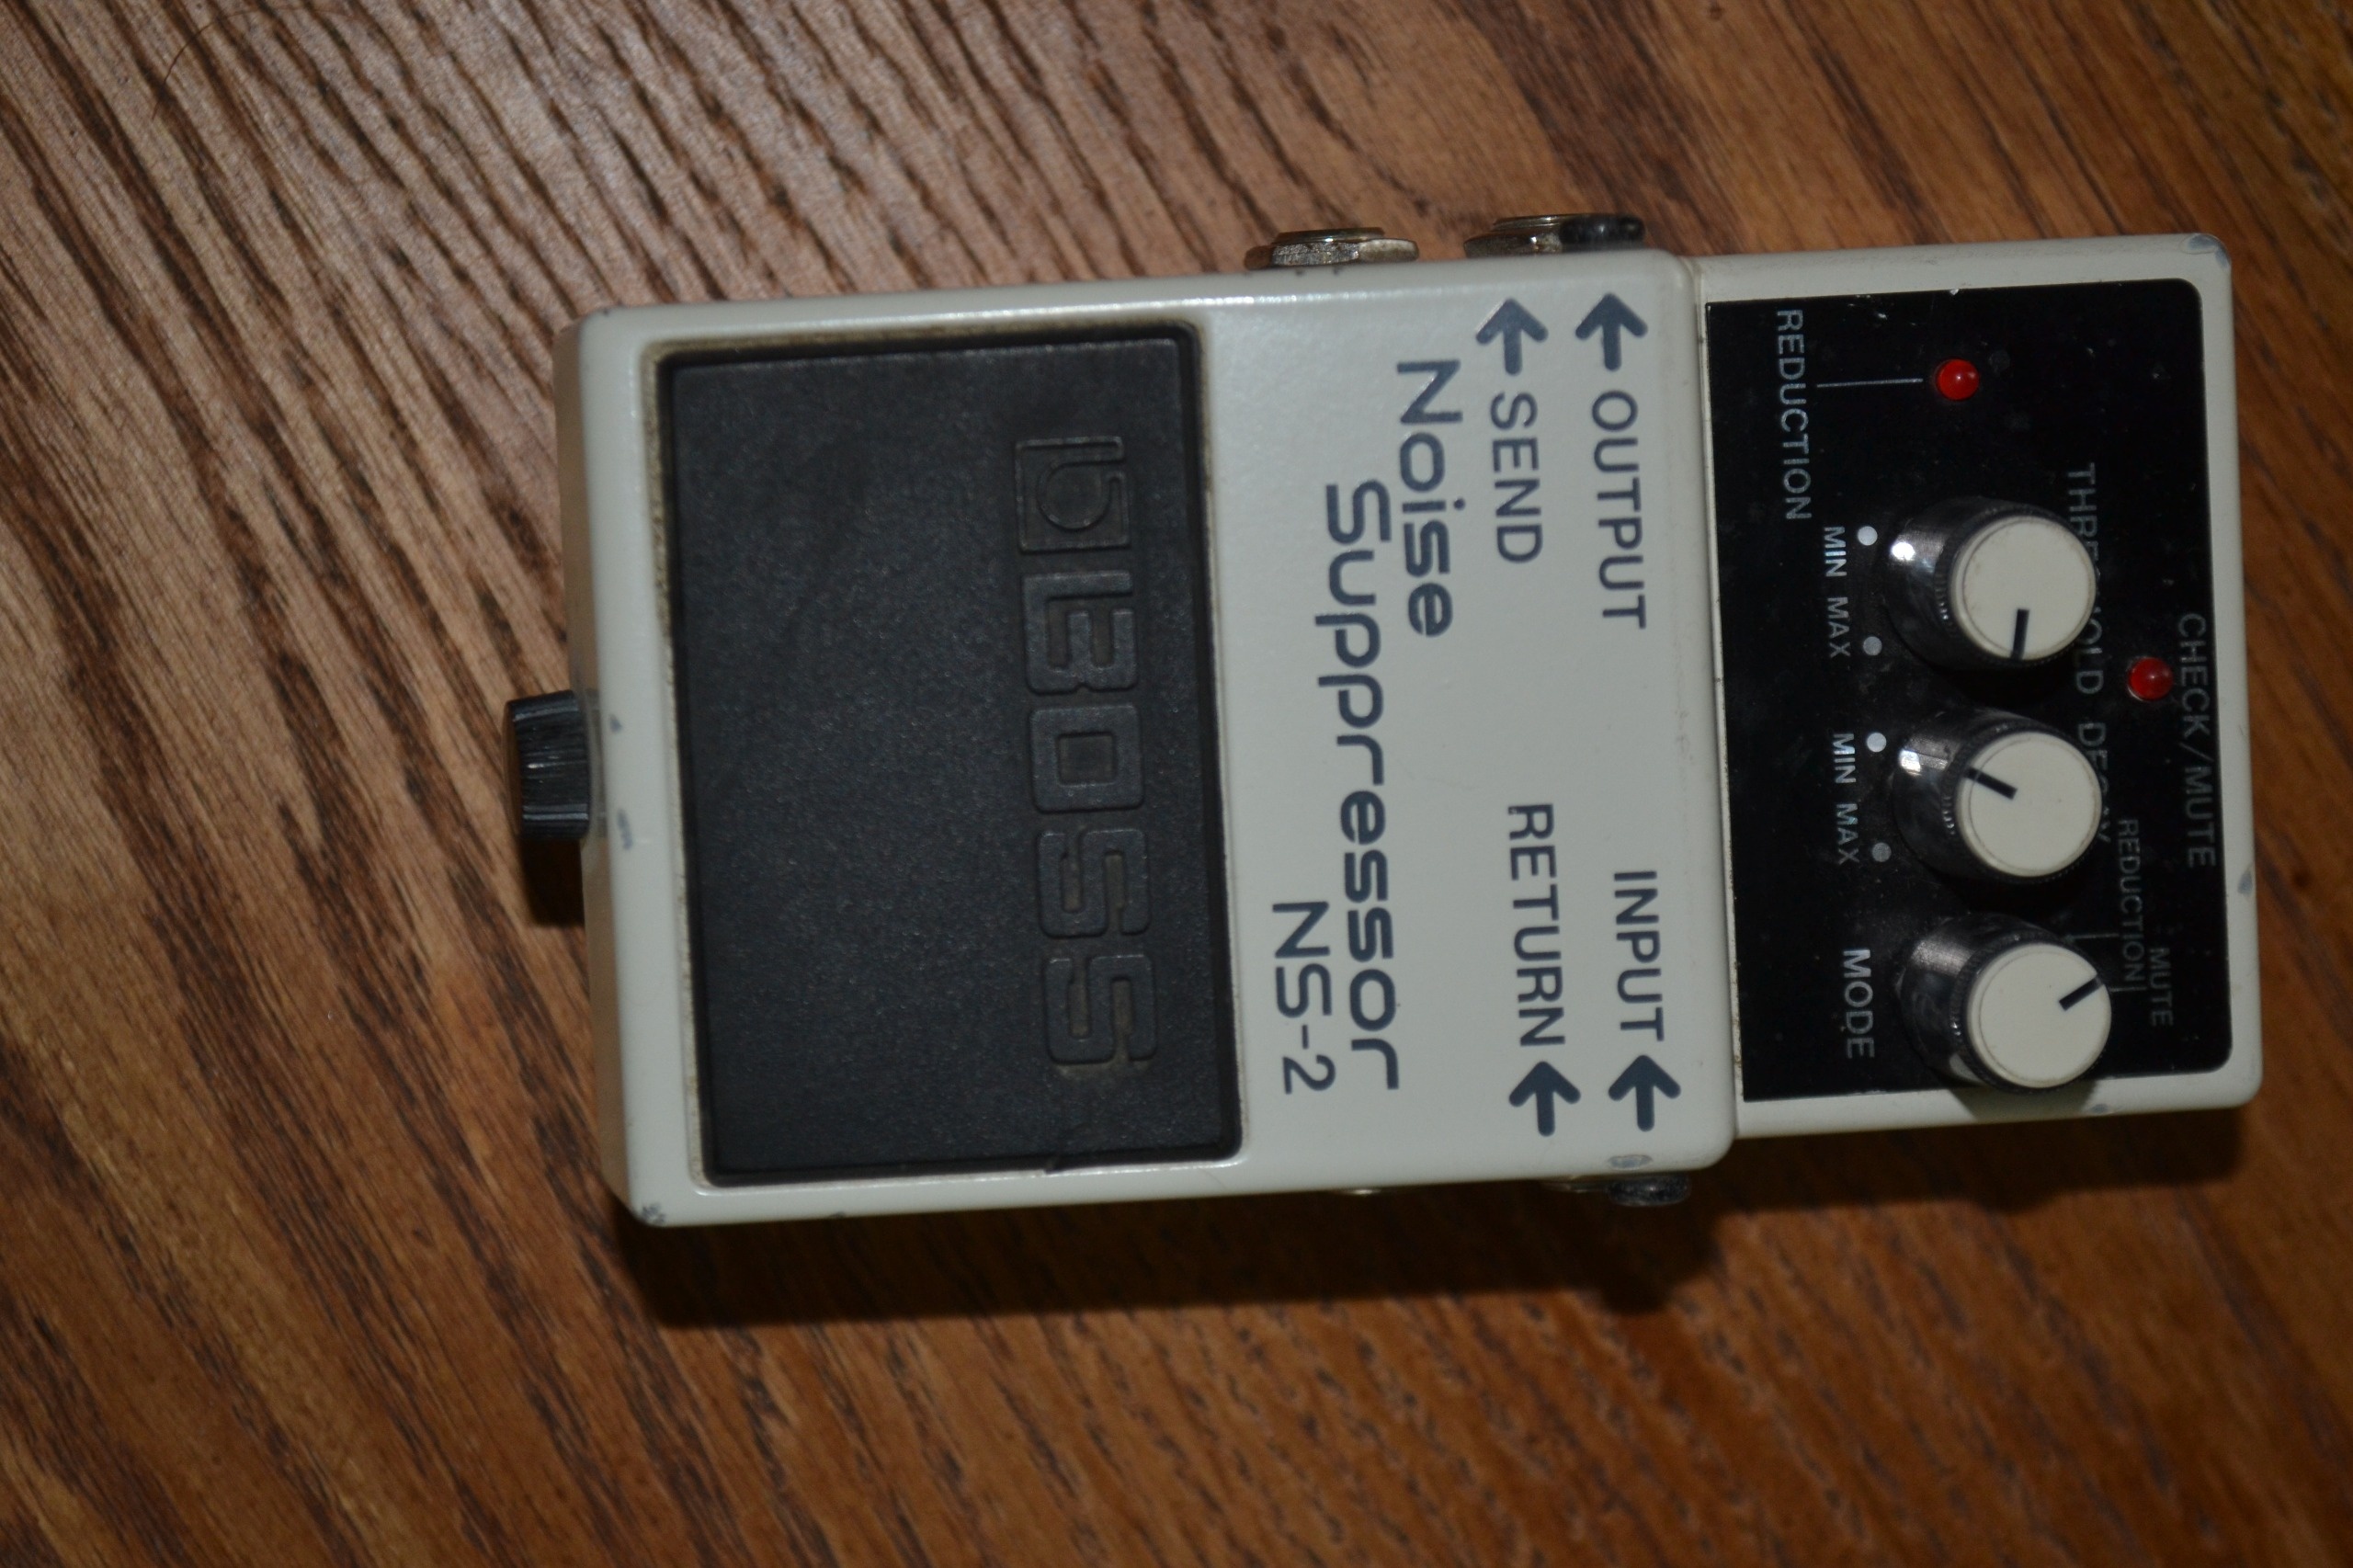 CHECK/MUTE
MUTE
REDUCTION
THRESHOLD DECAY
MIN MAX MIN MAX MODE
REDUCTION
OUTPUT INPUT
SEND RETURN
Noise
Suppressor
NS-2
BOSS